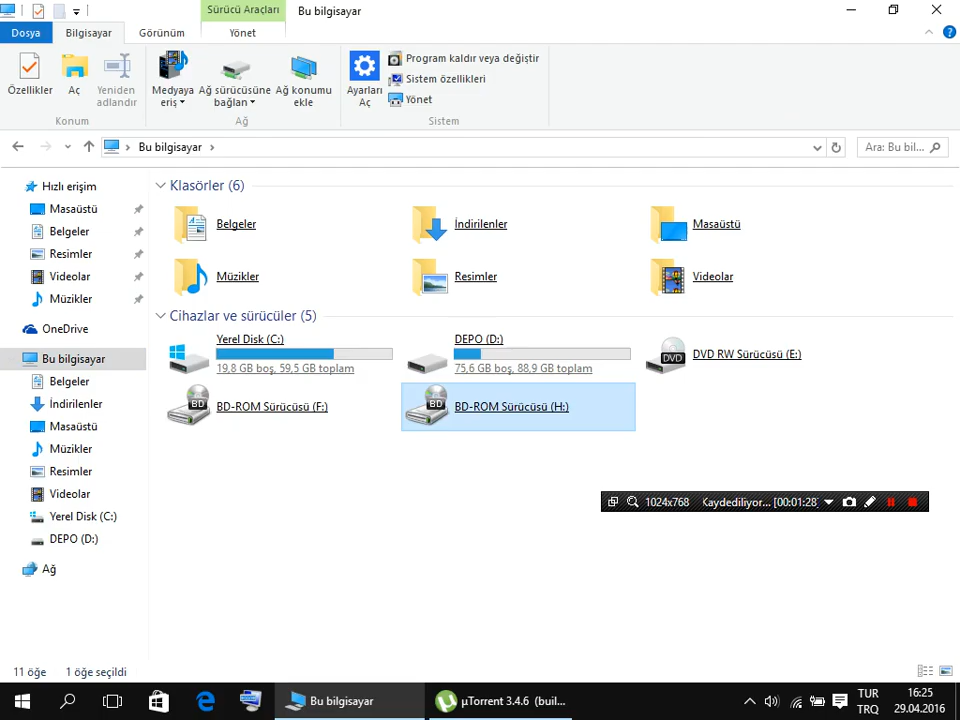 Sürücü Araçları
Bu bilgisayar
Dosya
Bilgisayar
Görünüm
Yönet
Özellikler
Aç
Yeniden
adlandır
Medyaya
eriş
Ağ sürücüsüne
bağlan
Ağ konumu
ekle
Ayarları
Aç
Program kaldır veya değiştir
Sistem özellikleri
Yönet
Konum
Ağ
Sistem
Bu bilgisayar
Ara: Bu bil...
Hızlı erişim
Masaüstü
Belgeler
Resimler
Videolar
Müzikler
OneDrive
Bu bilgisayar
Belgeler
İndirilenler
Masaüstü
Müzikler
Resimler
Videolar
Yerel Disk (C:)
DEPO (D:)
Ağ
Klasörler (6)
Belgeler
İndirilenler
Masaüstü
Müzikler
Resimler
Videolar
Cihazlar ve sürücüler (5)
Yerel Disk (C:)
19,8 GB boş, 59,5 GB toplam
DEPO (D:)
75,6 GB boş, 88,9 GB toplam
DVD
DVD RW Sürücüsü (E:)
BD
BD-ROM Sürücüsü (F:)
BD
BD-ROM Sürücüsü (H:)
1024x768 Kaydediliyor... [00:01:28]
11 öğe
1 öğe seçildi
Bu bilgisayar
µTorrent 3.4.6 (buil...
TUR
TRQ
16:25
29.04.2016